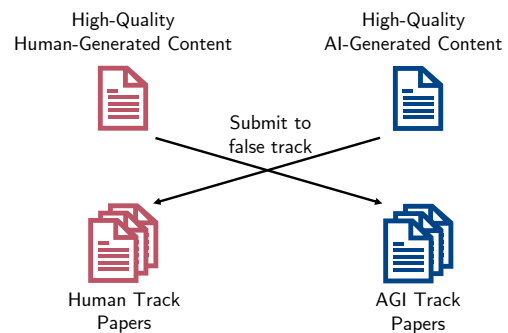 High-Quality
Human-Generated Content
High-Quality
AI-Generated Content
Submit to
false track
Human Track
Papers
AGI Track
Papers